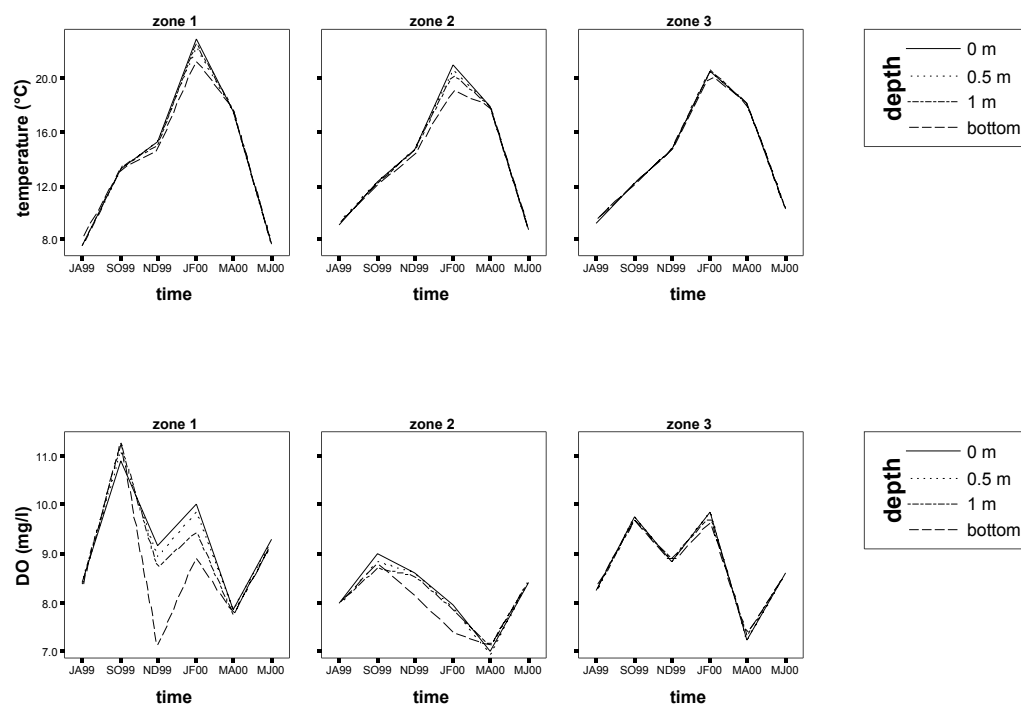 zone 1 zone 2 zone 3
temperature (°C)
20.0
16.0
12.0
8.0
JA99 SO99 ND99 JF00 MA00 MJ00
JA99 SO99 ND99 JF00 MA00 MJ00
JA99 SO99 ND99 JF00 MA00 MJ00
time time time
depth
0 m
0.5 m
1 m
bottom
zone 1 zone 2 zone 3
DO (mg/l)
11.0
10.0
9.0
8.0
7.0
JA99 SO99 ND99 JF00 MA00 MJ00
JA99 SO99 ND99 JF00 MA00 MJ00
JA99 SO99 ND99 JF00 MA00 MJ00
time time time
depth
0 m
0.5 m
1 m
bottom